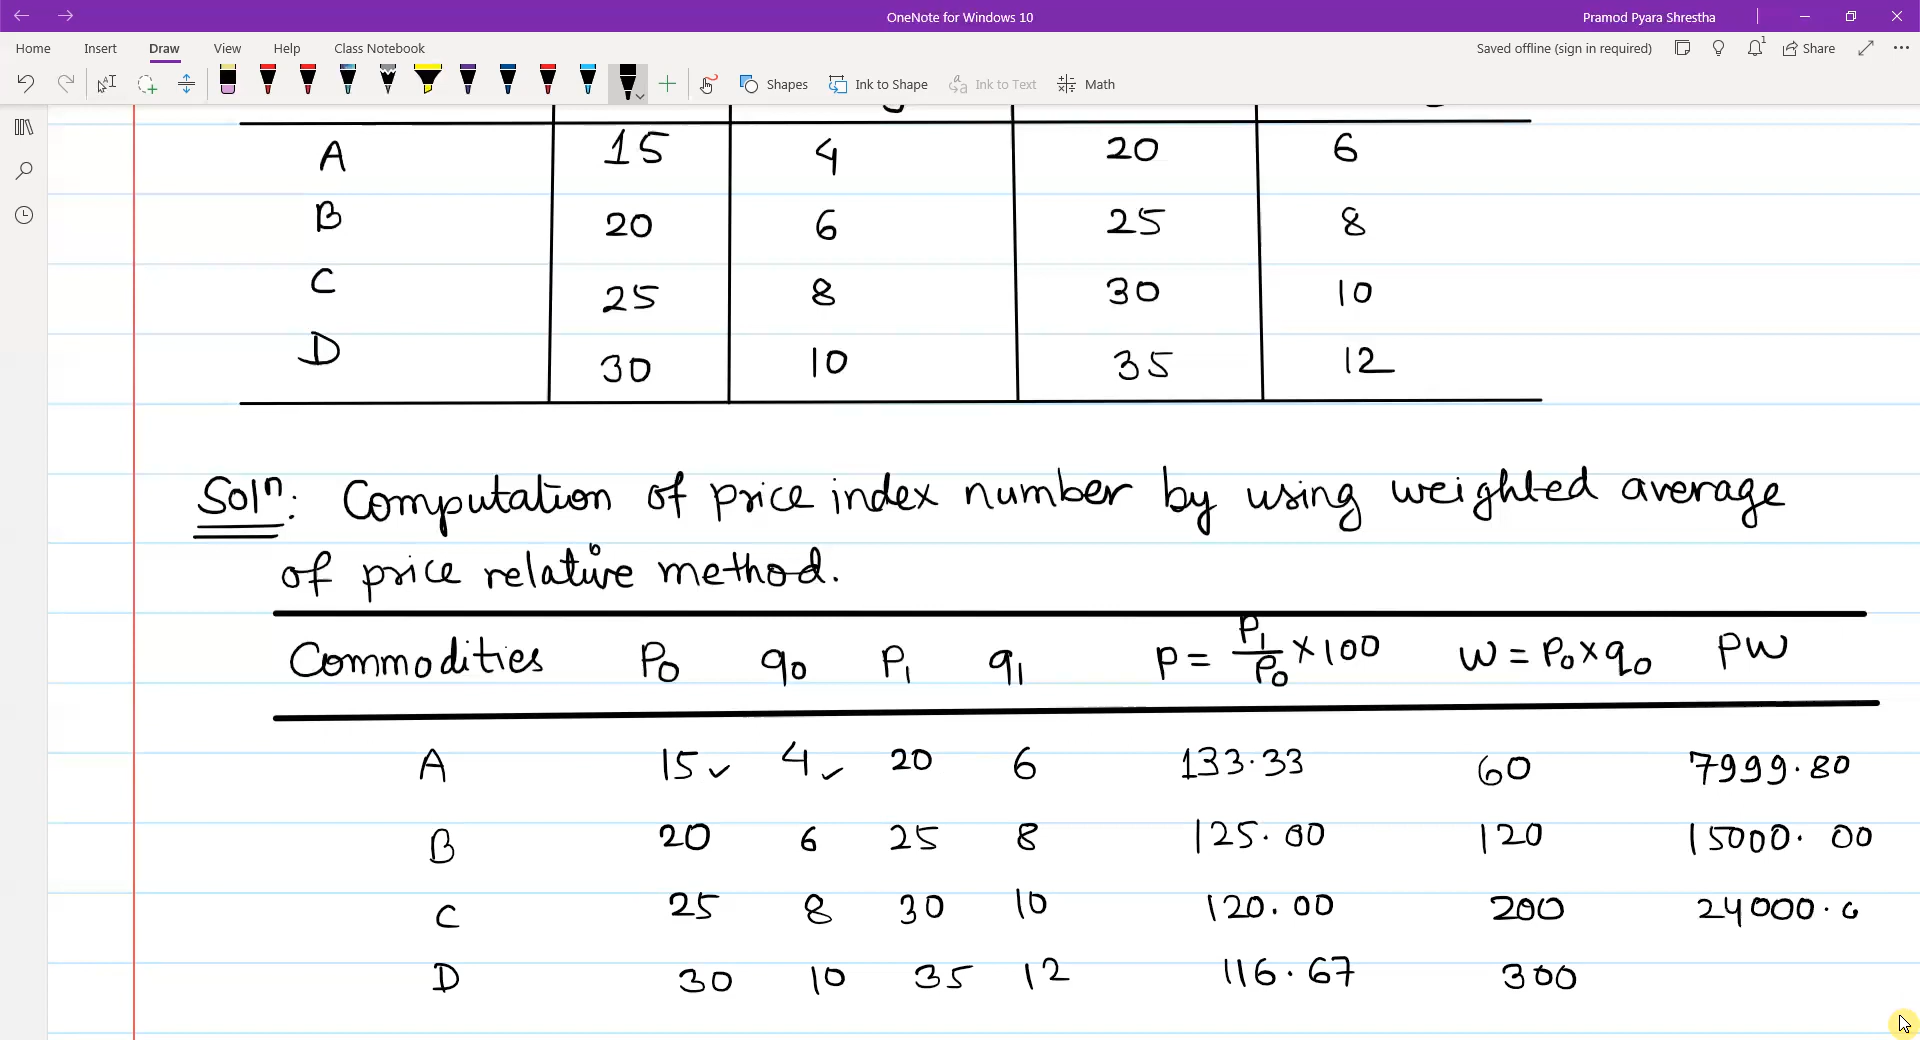 OneNote for Windows 10
Pramod Pyara Shrestha
Home Insert Draw View Help Class Notebook
Saved offline (sign in required) 1 Share
Shapes Ink to Shape Ink to Text Math
A 15 4 20 6
B 20 6 25 8
C 25 8 30 10
D 30 10 35 12
Solⁿ: Computation of price index number by using weighted average
of price relative method.
Commodities P₀ q₀ P₁ q₁ P = P₁/P₀ × 100 W = P₀ × q₀ PW
A 15 ✓ 4 ✓ 20 6 133.33 60 7999.80
B 20 6 25 8 125.00 120 15000.00
C 25 8 30 10 120.00 200 24000.0
D 30 10 35 12 116.67 300